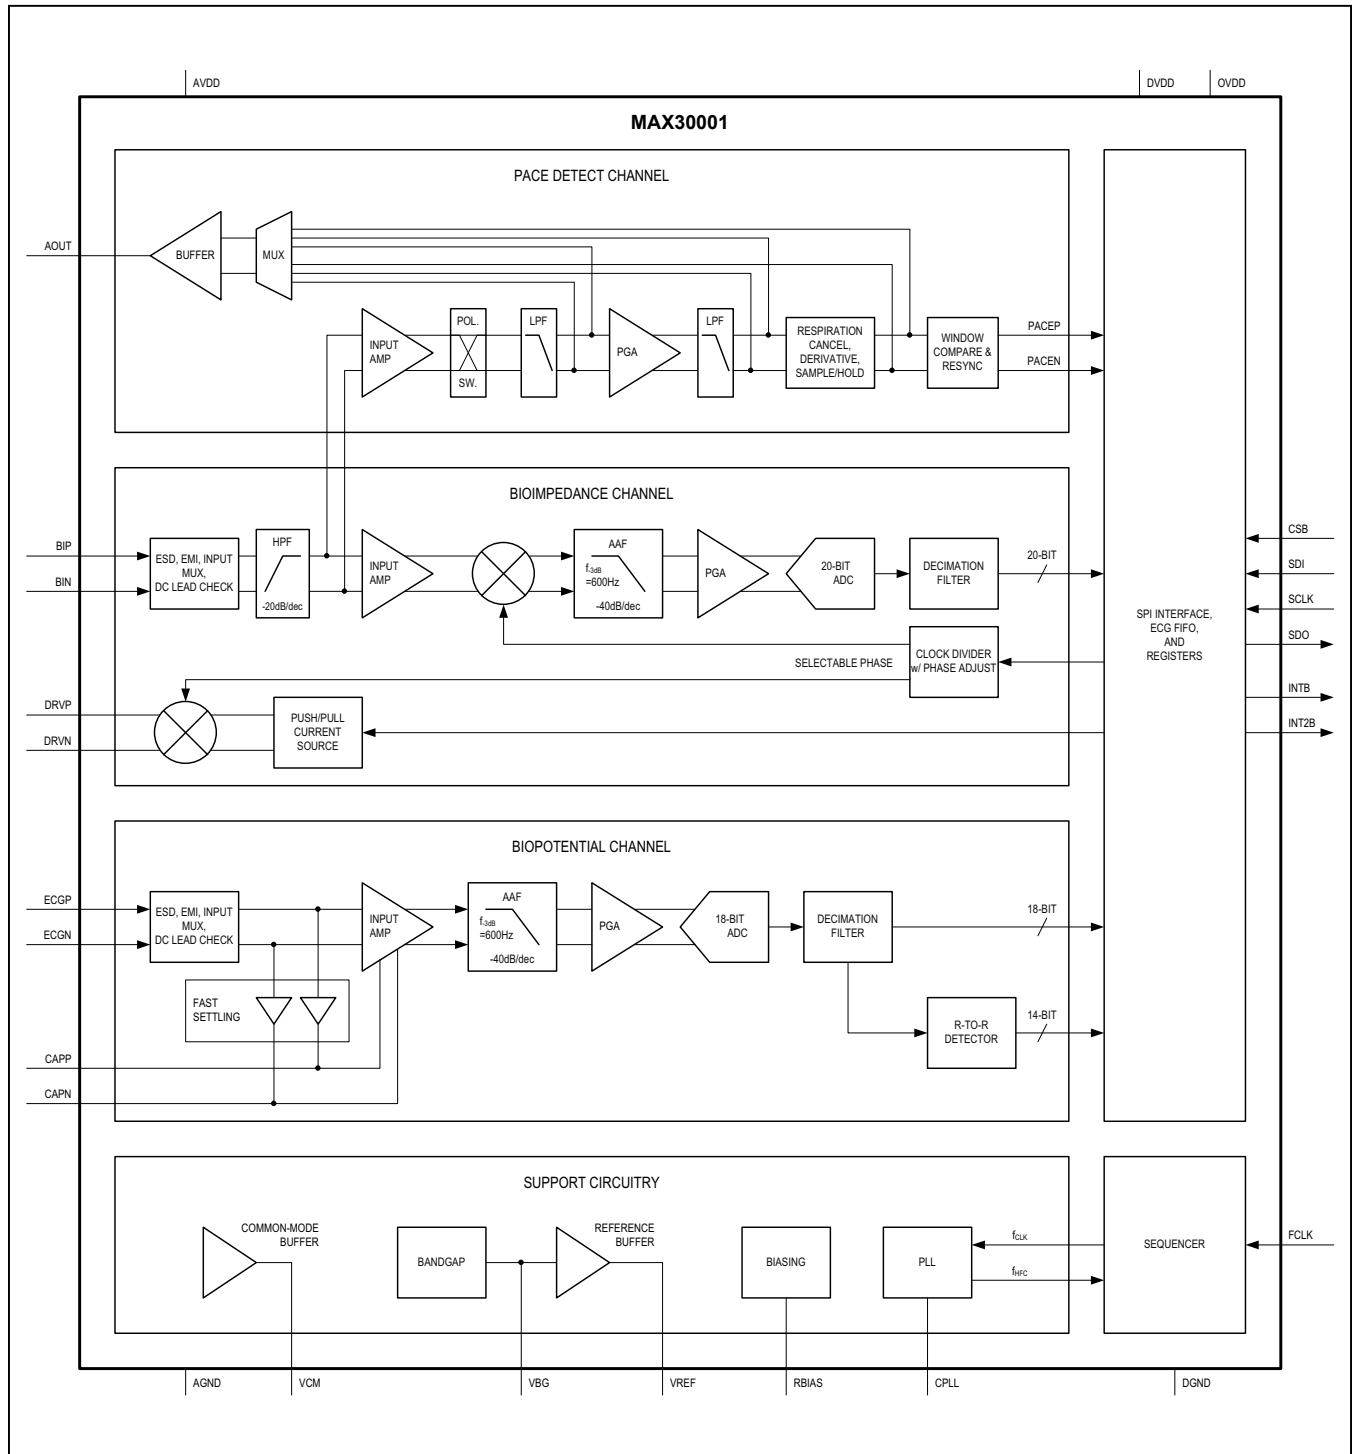 AVDD
DVDD
OVDD
MAX30001
PACE DETECT CHANNEL
AOUT
BUFFER
MUX
INPUT
AMP
POL.
SW.
LPF
PGA
LPF
RESPIRATION
CANCEL,
DERIVATIVE,
SAMPLE/HOLD
WINDOW
COMPARE &
RESYNC
PACEP
PACEN
BIOIMPEDANCE CHANNEL
BIP
BIN
ESD, EMI, INPUT
MUX,
DC LEAD CHECK
HPF
-20dB/dec
INPUT
AMP
AAF
f-3dB
=600Hz
-40dB/dec
PGA
20-BIT
ADC
DECIMATION
FILTER
20-BIT
SELECTABLE PHASE
CLOCK DIVIDER
w/ PHASE ADJUST
DRVP
DRVN
PUSH/PULL
CURRENT
SOURCE
SPI INTERFACE,
ECG FIFO,
AND
REGISTERS
CSB
SDI
SCLK
SDO
INTB
INT2B
BIOPOTENTIAL CHANNEL
ECGP
ECGN
ESD, EMI, INPUT
MUX,
DC LEAD CHECK
INPUT
AMP
AAF
f-3dB
=600Hz
-40dB/dec
PGA
18-BIT
ADC
DECIMATION
FILTER
18-BIT
FAST
SETTLING
R-TO-R
DETECTOR
14-BIT
CAPP
CAPN
SUPPORT CIRCUITRY
COMMON-MODE
BUFFER
BANDGAP
REFERENCE
BUFFER
BIASING
PLL
fCLK
fHFC
SEQUENCER
FCLK
AGND
VCM
VBG
VREF
RBIAS
CPLL
DGND